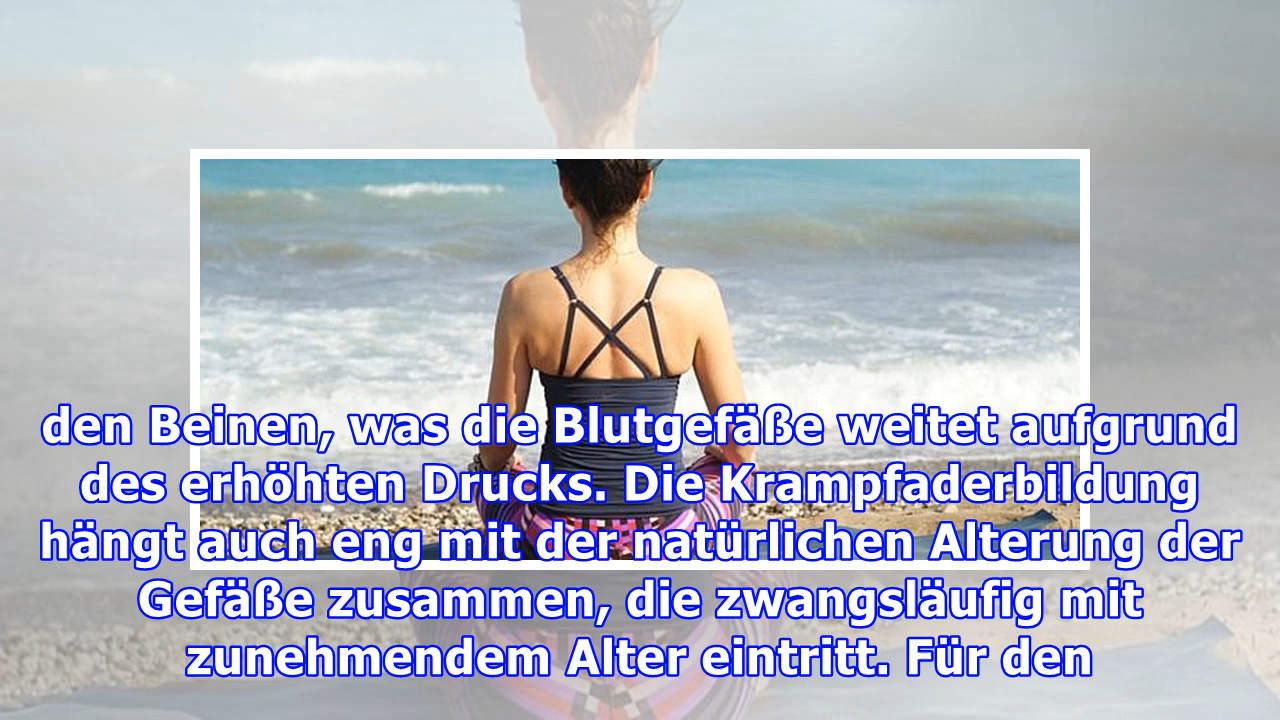 den Beinen, was die Blutgefäße weitet aufgrund
des erhöhten Drucks. Die Krampfaderbildung
hängt auch eng mit der natürlichen Alterung der
Gefäße zusammen, die zwangsläufig mit
zunehmendem Alter eintritt. Für den